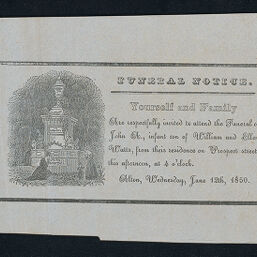 FUNERAL NOTICE.
Yourself and Family
Are respectfully invited to attend the Funeral o
John, infant son of William and Ellen
Watts, from their residence on Prospect street
this afternoon, at 4 o'clock.
Alton, Wednesday, June 12th, 1850.